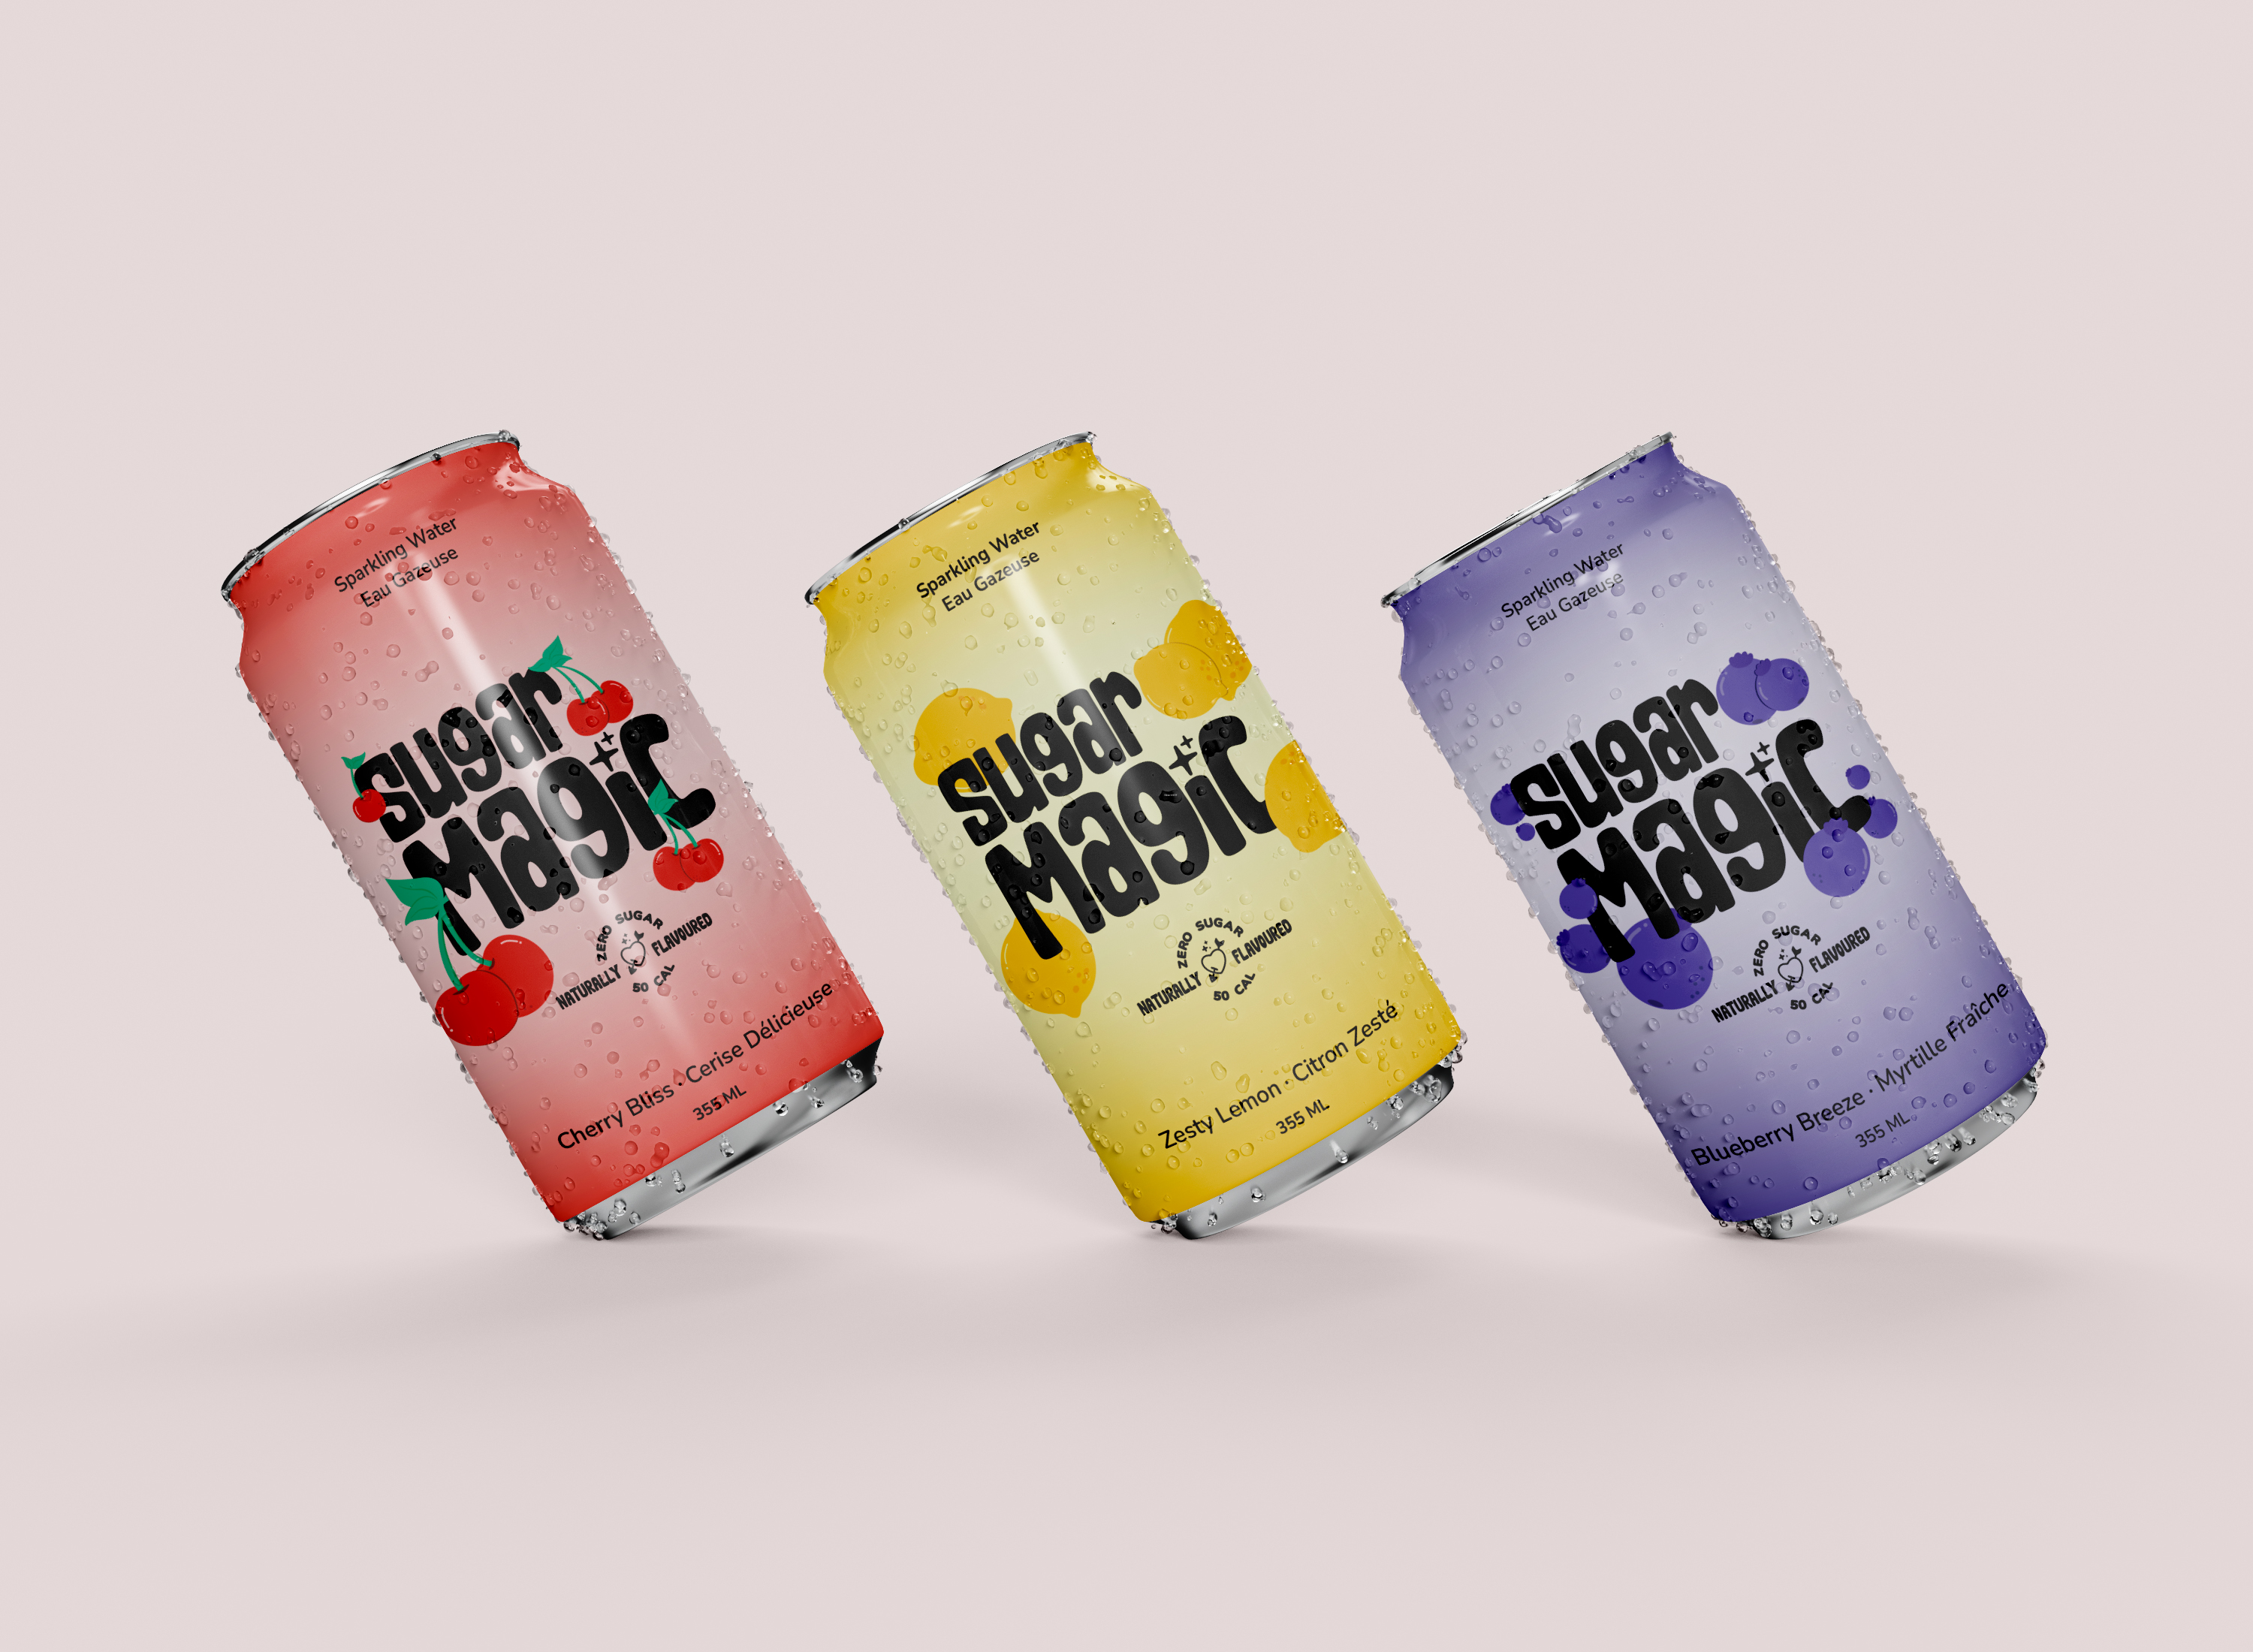 Sparkling Water
Eau Gazeuse
sugar
Magic
ZERO SUGAR
NATURALLY FLAVOURED
50 CAL
Cherry Bliss · Cerise Délicieuse
355 ML
Sparkling Water
Eau Gazeuse
sugar
Magic
ZERO SUGAR
NATURALLY FLAVOURED
50 CAL
Zesty Lemon · Citron Zesté
355 ML
Sparkling Water
Eau Gazeuse
sugar
Magic
ZERO SUGAR
NATURALLY FLAVOURED
50 CAL
Blueberry Breeze · Myrtille Fraîche
355 ML